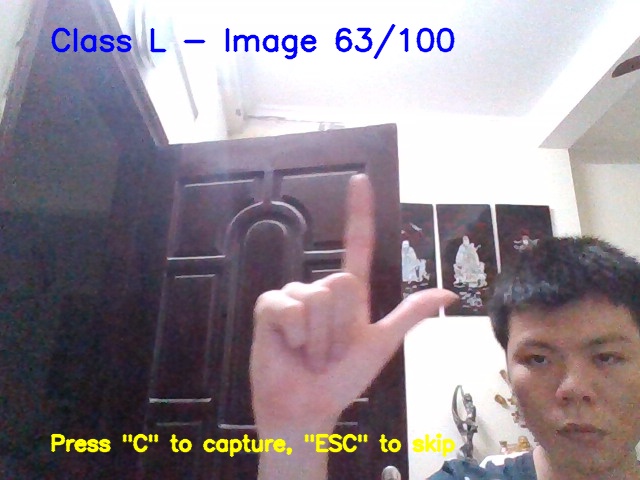 Class L - Image 63/100
Press "C" to capture, "ESC" to skip